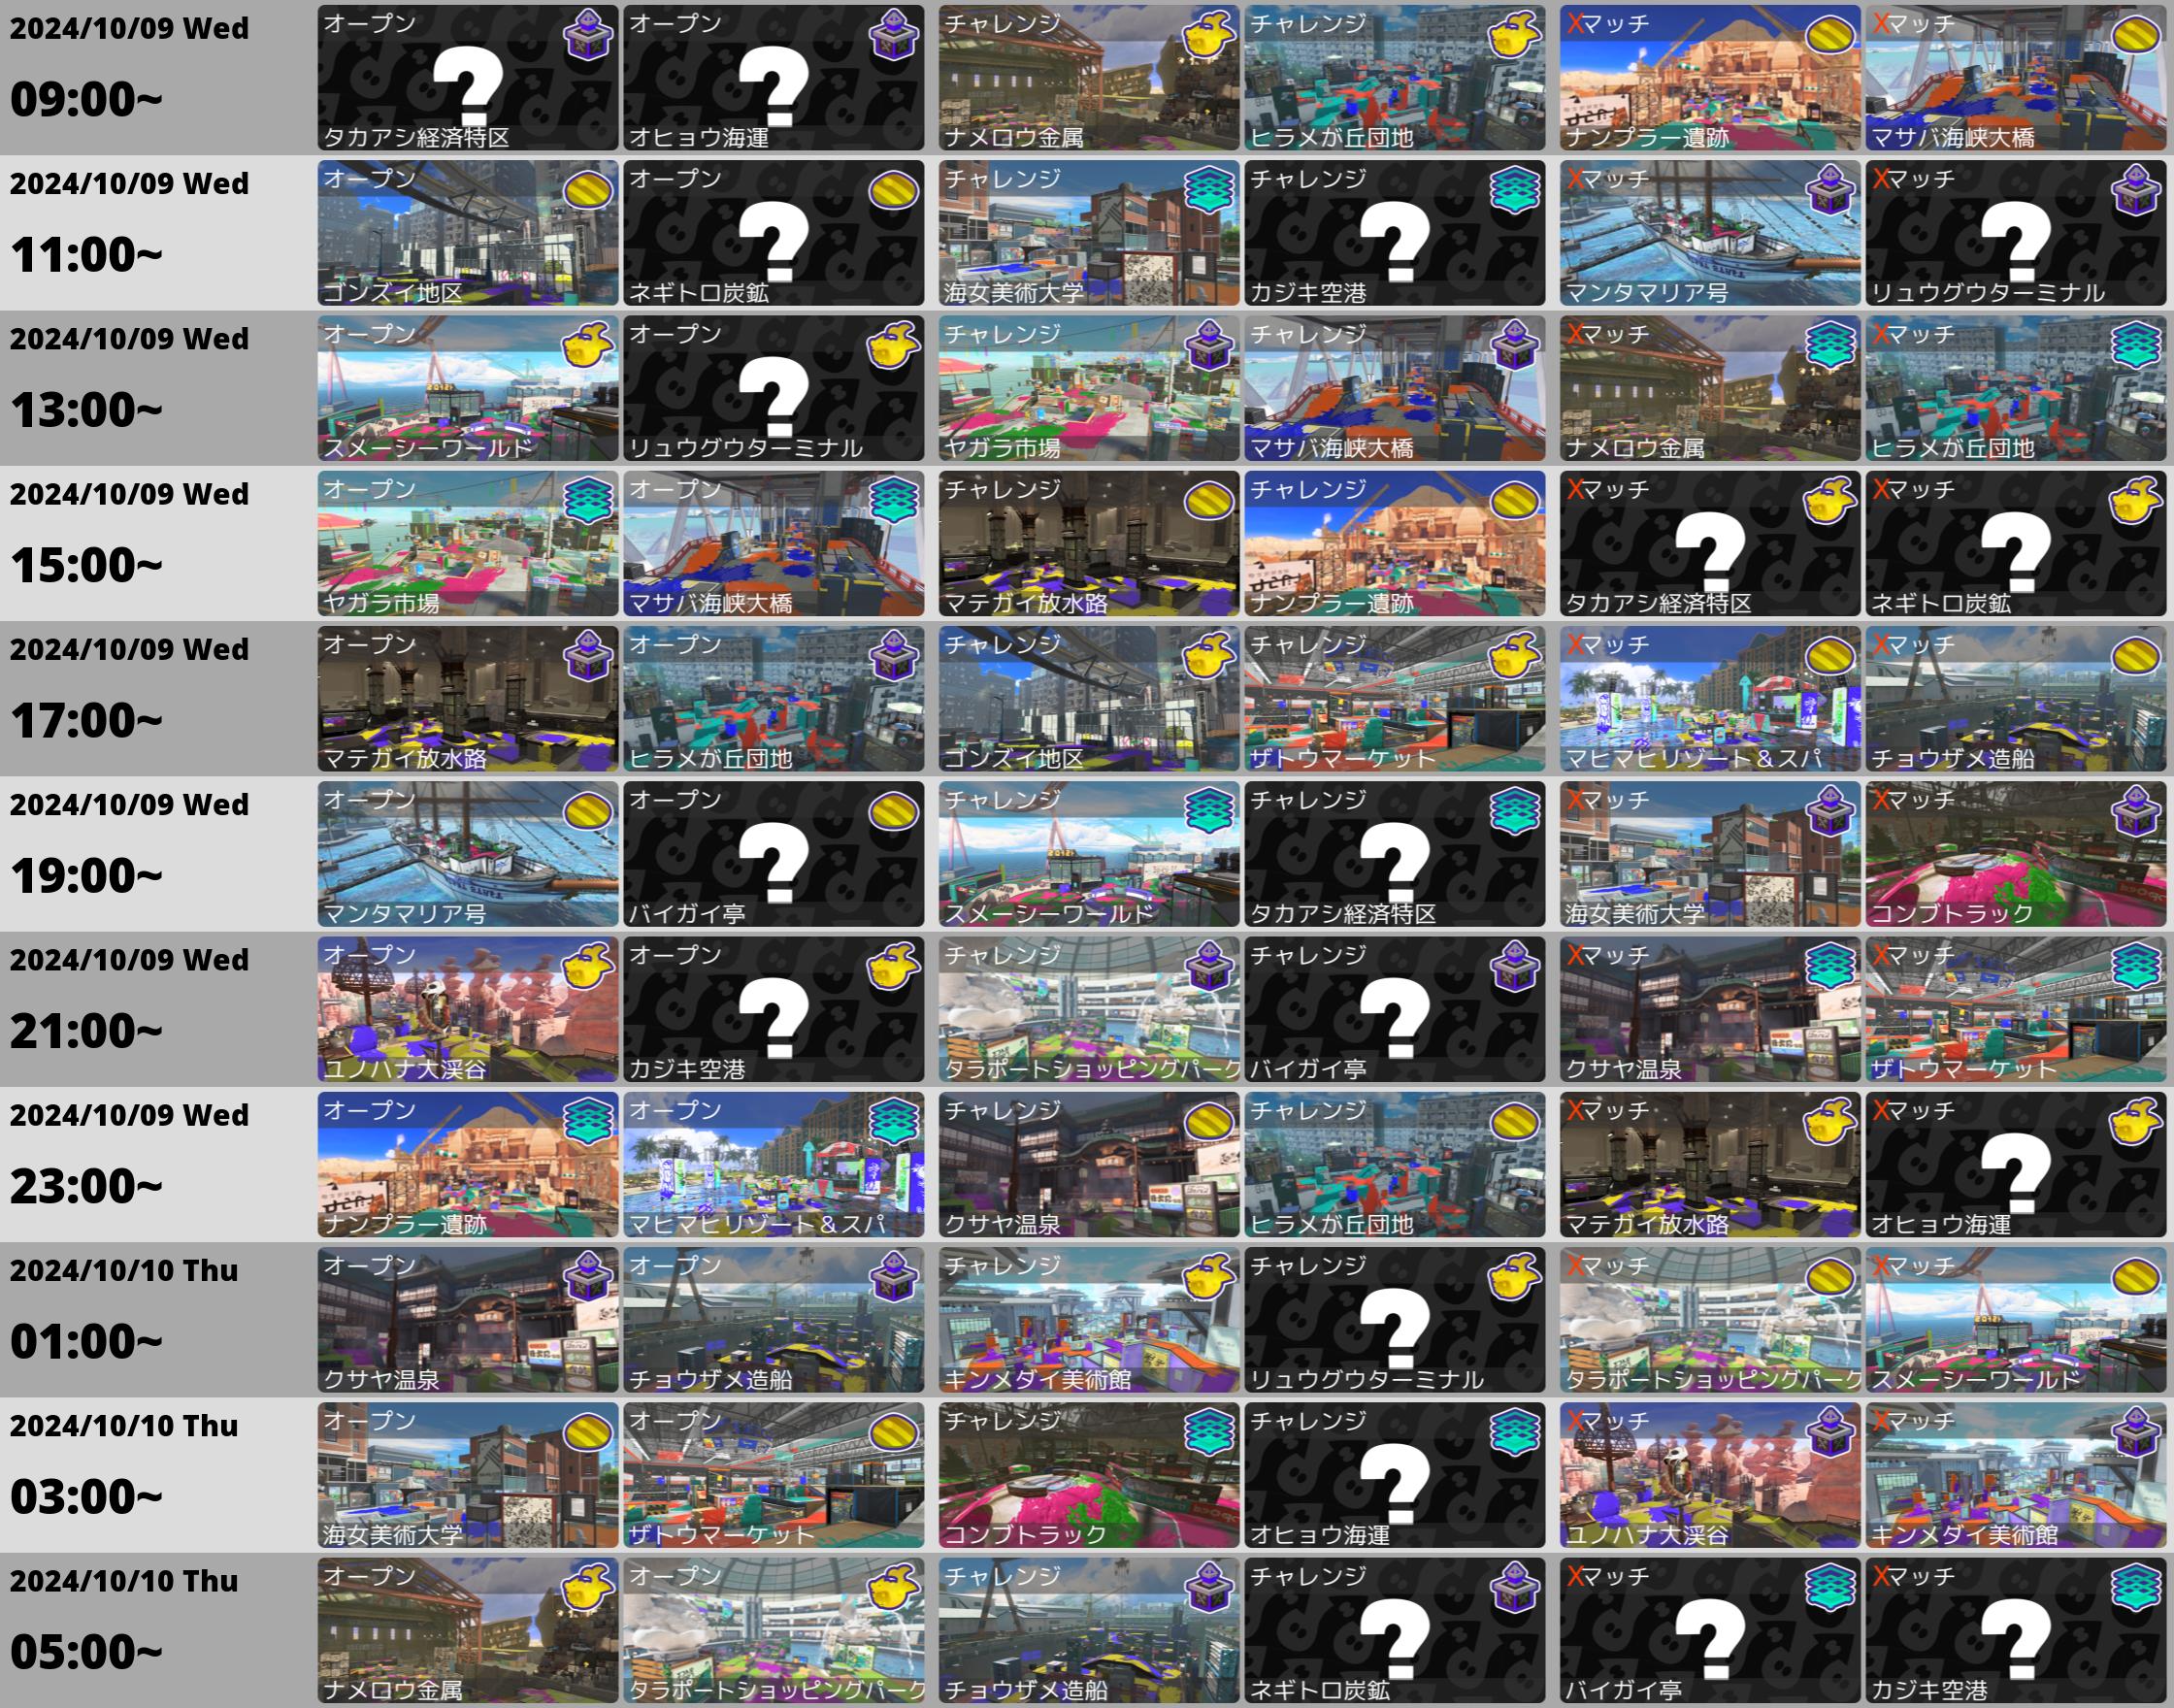 2024/10/09 Wed
09:00~
オープン
タカアシ経済特区
オープン
オヒョウ海運
チャレンジ
ナメロウ金属
チャレンジ
ヒラメが丘団地
Xマッチ
ナンプラー遺跡
Xマッチ
マサバ海峡大橋
2024/10/09 Wed
11:00~
オープン
ゴンズイ地区
オープン
ネギトロ炭鉱
チャレンジ
海女美術大学
チャレンジ
カジキ空港
Xマッチ
マンタマリア号
Xマッチ
リュウグウターミナル
2024/10/09 Wed
13:00~
オープン
スメーシーワールド
オープン
リュウグウターミナル
チャレンジ
ヤガラ市場
チャレンジ
マサバ海峡大橋
Xマッチ
ナメロウ金属
Xマッチ
ヒラメが丘団地
2024/10/09 Wed
15:00~
オープン
ヤガラ市場
オープン
マサバ海峡大橋
チャレンジ
マテガイ放水路
チャレンジ
ナンプラー遺跡
Xマッチ
タカアシ経済特区
Xマッチ
ネギトロ炭鉱
2024/10/09 Wed
17:00~
オープン
マテガイ放水路
オープン
ヒラメが丘団地
チャレンジ
ゴンズイ地区
チャレンジ
ザトウマーケット
Xマッチ
マヒマヒリゾート＆スパ
Xマッチ
チョウザメ造船
2024/10/09 Wed
19:00~
オープン
マンタマリア号
オープン
バイガイ亭
チャレンジ
スメーシーワールド
チャレンジ
タカアシ経済特区
Xマッチ
海女美術大学
Xマッチ
コンブトラック
2024/10/09 Wed
21:00~
オープン
ユノハナ大渓谷
オープン
カジキ空港
チャレンジ
タラポートショッピングパーク
チャレンジ
バイガイ亭
Xマッチ
クサヤ温泉
Xマッチ
ザトウマーケット
2024/10/09 Wed
23:00~
オープン
ナンプラー遺跡
オープン
マヒマヒリゾート＆スパ
チャレンジ
クサヤ温泉
チャレンジ
ヒラメが丘団地
Xマッチ
マテガイ放水路
Xマッチ
オヒョウ海運
2024/10/10 Thu
01:00~
オープン
クサヤ温泉
オープン
チョウザメ造船
チャレンジ
キンメダイ美術館
チャレンジ
リュウグウターミナル
Xマッチ
タラポートショッピングパーク
Xマッチ
スメーシーワールド
2024/10/10 Thu
03:00~
オープン
海女美術大学
オープン
ザトウマーケット
チャレンジ
コンブトラック
チャレンジ
オヒョウ海運
Xマッチ
ユノハナ大渓谷
Xマッチ
キンメダイ美術館
2024/10/10 Thu
05:00~
オープン
ナメロウ金属
オープン
タラポートショッピングパーク
チャレンジ
チョウザメ造船
チャレンジ
ネギトロ炭鉱
Xマッチ
バイガイ亭
Xマッチ
カジキ空港